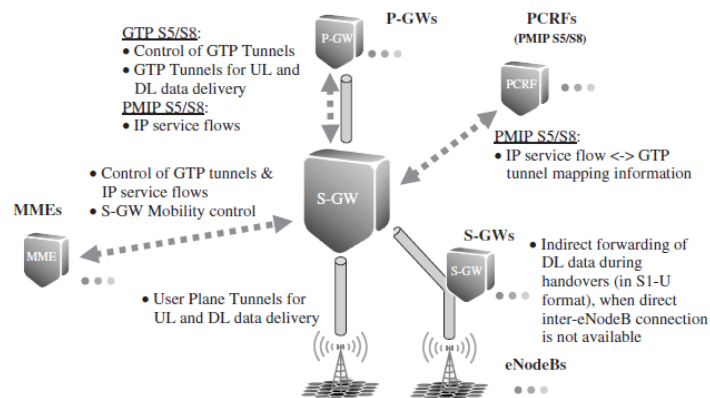 P-GWs
PCRFs
(PMIP S5/S8)
GTP S5/S8:
• Control of GTP Tunnels
• GTP Tunnels for UL and
DL data delivery
PMIP S5/S8:
• IP service flows
P-GW
PCRF
PMIP S5/S8:
• IP service flow <-> GTP
tunnel mapping information
• Control of GTP tunnels &
IP service flows
• S-GW Mobility control
S-GW
MMEs
MME
S-GWs
S-GW
• Indirect forwarding of
DL data during
handovers (in S1-U
format), when direct
inter-eNodeB connection
is not available
• User Plane Tunnels for
UL and DL data delivery
eNodeBs